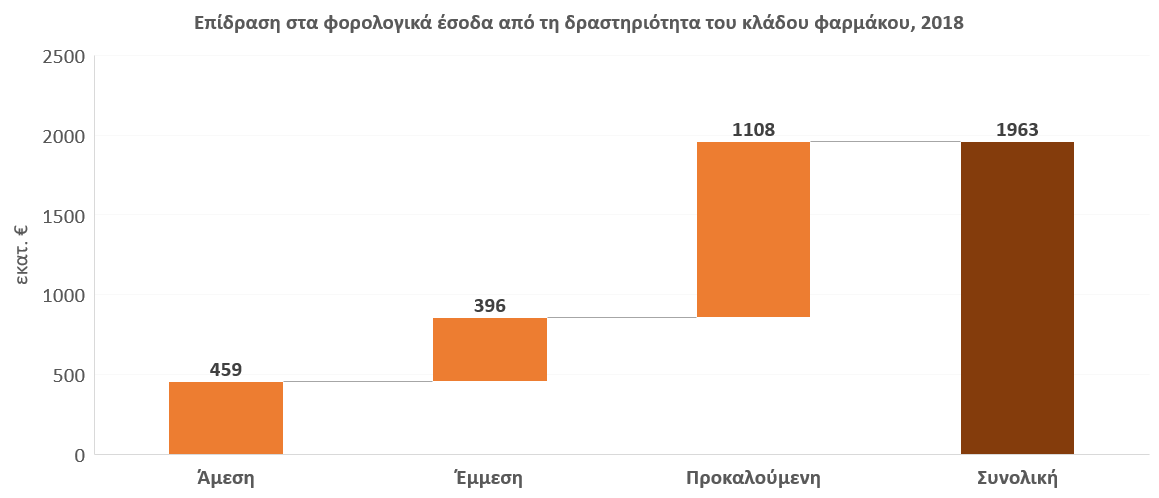 Επίδραση στα φορολογικά έσοδα από τη δραστηριότητα του κλάδου φαρμάκου, 2018
εκατ. €
2500
2000
1500
1000
500
0
459
396
1108
1963
Άμεση
Έμμεση
Προκαλούμενη
Συνολική